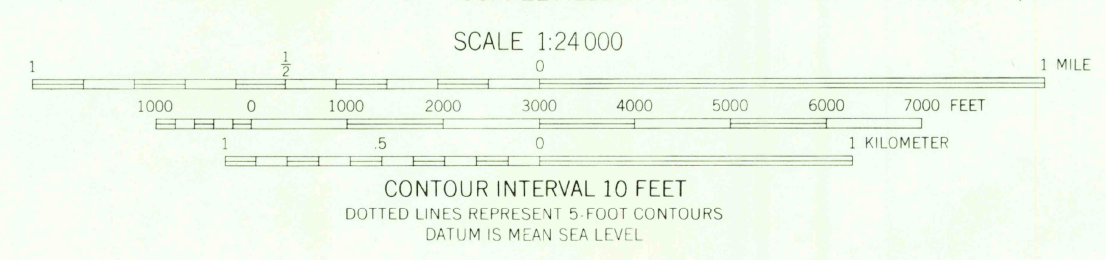 SCALE 1:24 000
1 1/2 0 1 MILE
1000 0 1000 2000 3000 4000 5000 6000 7000 FEET
1 .5 0 1 KILOMETER
CONTOUR INTERVAL 10 FEET
DOTTED LINES REPRESENT 5-FOOT CONTOURS
DATUM IS MEAN SEA LEVEL